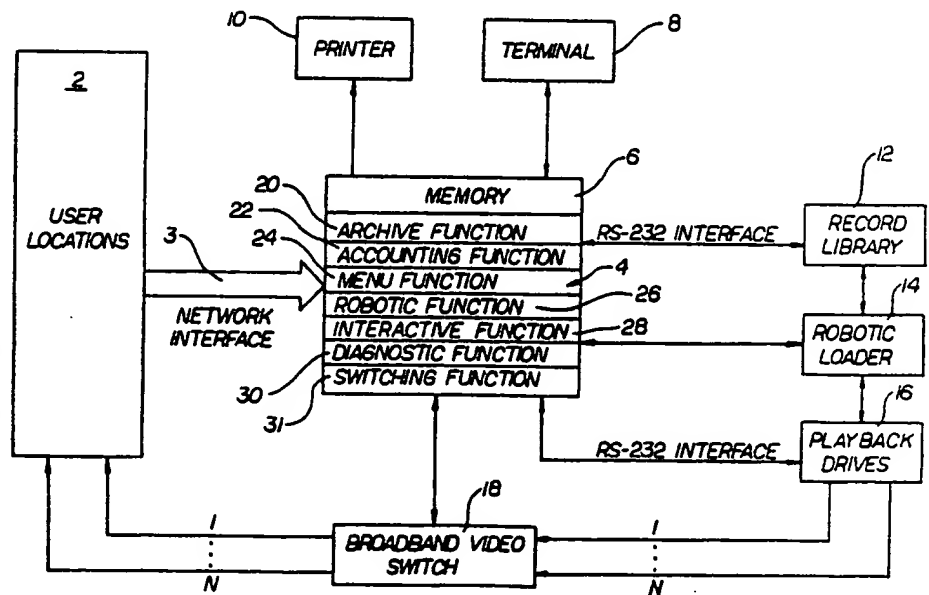 10
PRINTER
TERMINAL
8
2
USER
LOCATIONS
3
NETWORK
INTERFACE
6
MEMORY
20
ARCHIVE FUNCTION
22
ACCOUNTING FUNCTION
24
MENU FUNCTION
4
ROBOTIC FUNCTION
26
INTERACTIVE FUNCTION
28
DIAGNOSTIC FUNCTION
30
SWITCHING FUNCTION
31
RS-232 INTERFACE
12
RECORD
LIBRARY
14
ROBOTIC
LOADER
16
PLAYBACK
DRIVES
RS-232 INTERFACE
18
BROADBAND VIDEO
SWITCH
1
N
1
N